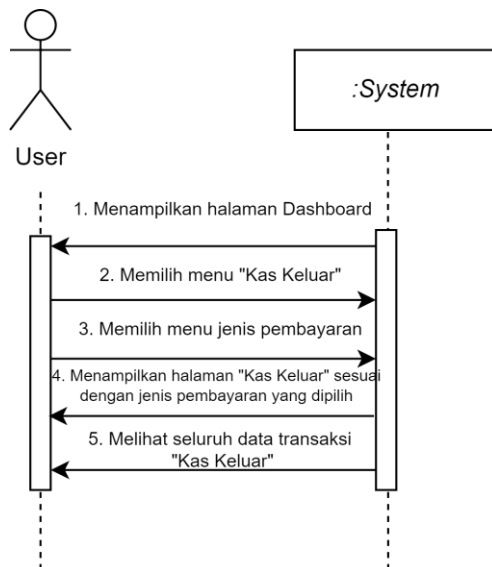 :System
User
1. Menampilkan halaman Dashboard
2. Memilih menu "Kas Keluar"
3. Memilih menu jenis pembayaran
4. Menampilkan halaman "Kas Keluar" sesuai
dengan jenis pembayaran yang dipilih
5. Melihat seluruh data transaksi
"Kas Keluar"